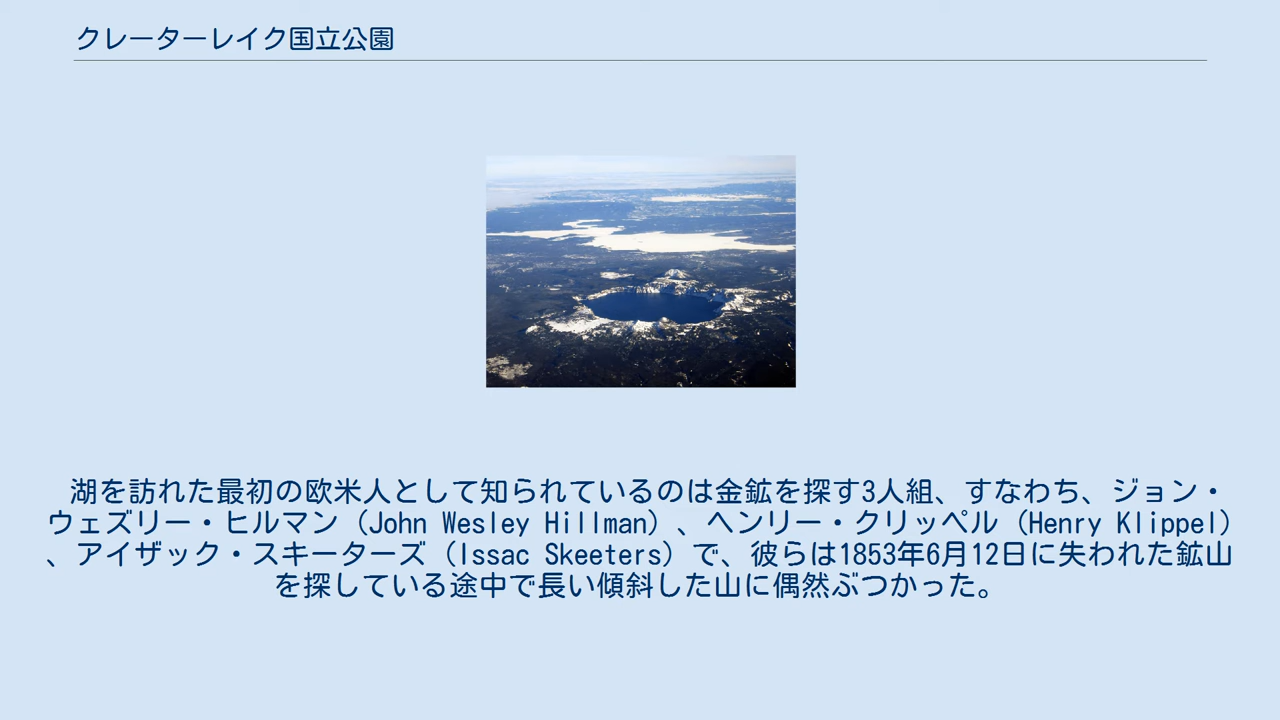 クレーターレイク国立公園
湖を訪れた最初の欧米人として知られているのは金鉱を探す3人組、すなわち、ジョン・
ウェズリー・ヒルマン（John Wesley Hillman）、ヘンリー・クリッペル（Henry Klippel）
、アイザック・スキーターズ（Issac Skeeters）で、彼らは1853年6月12日に失われた鉱山
を探している途中で長い傾斜した山に偶然ぶつかった。